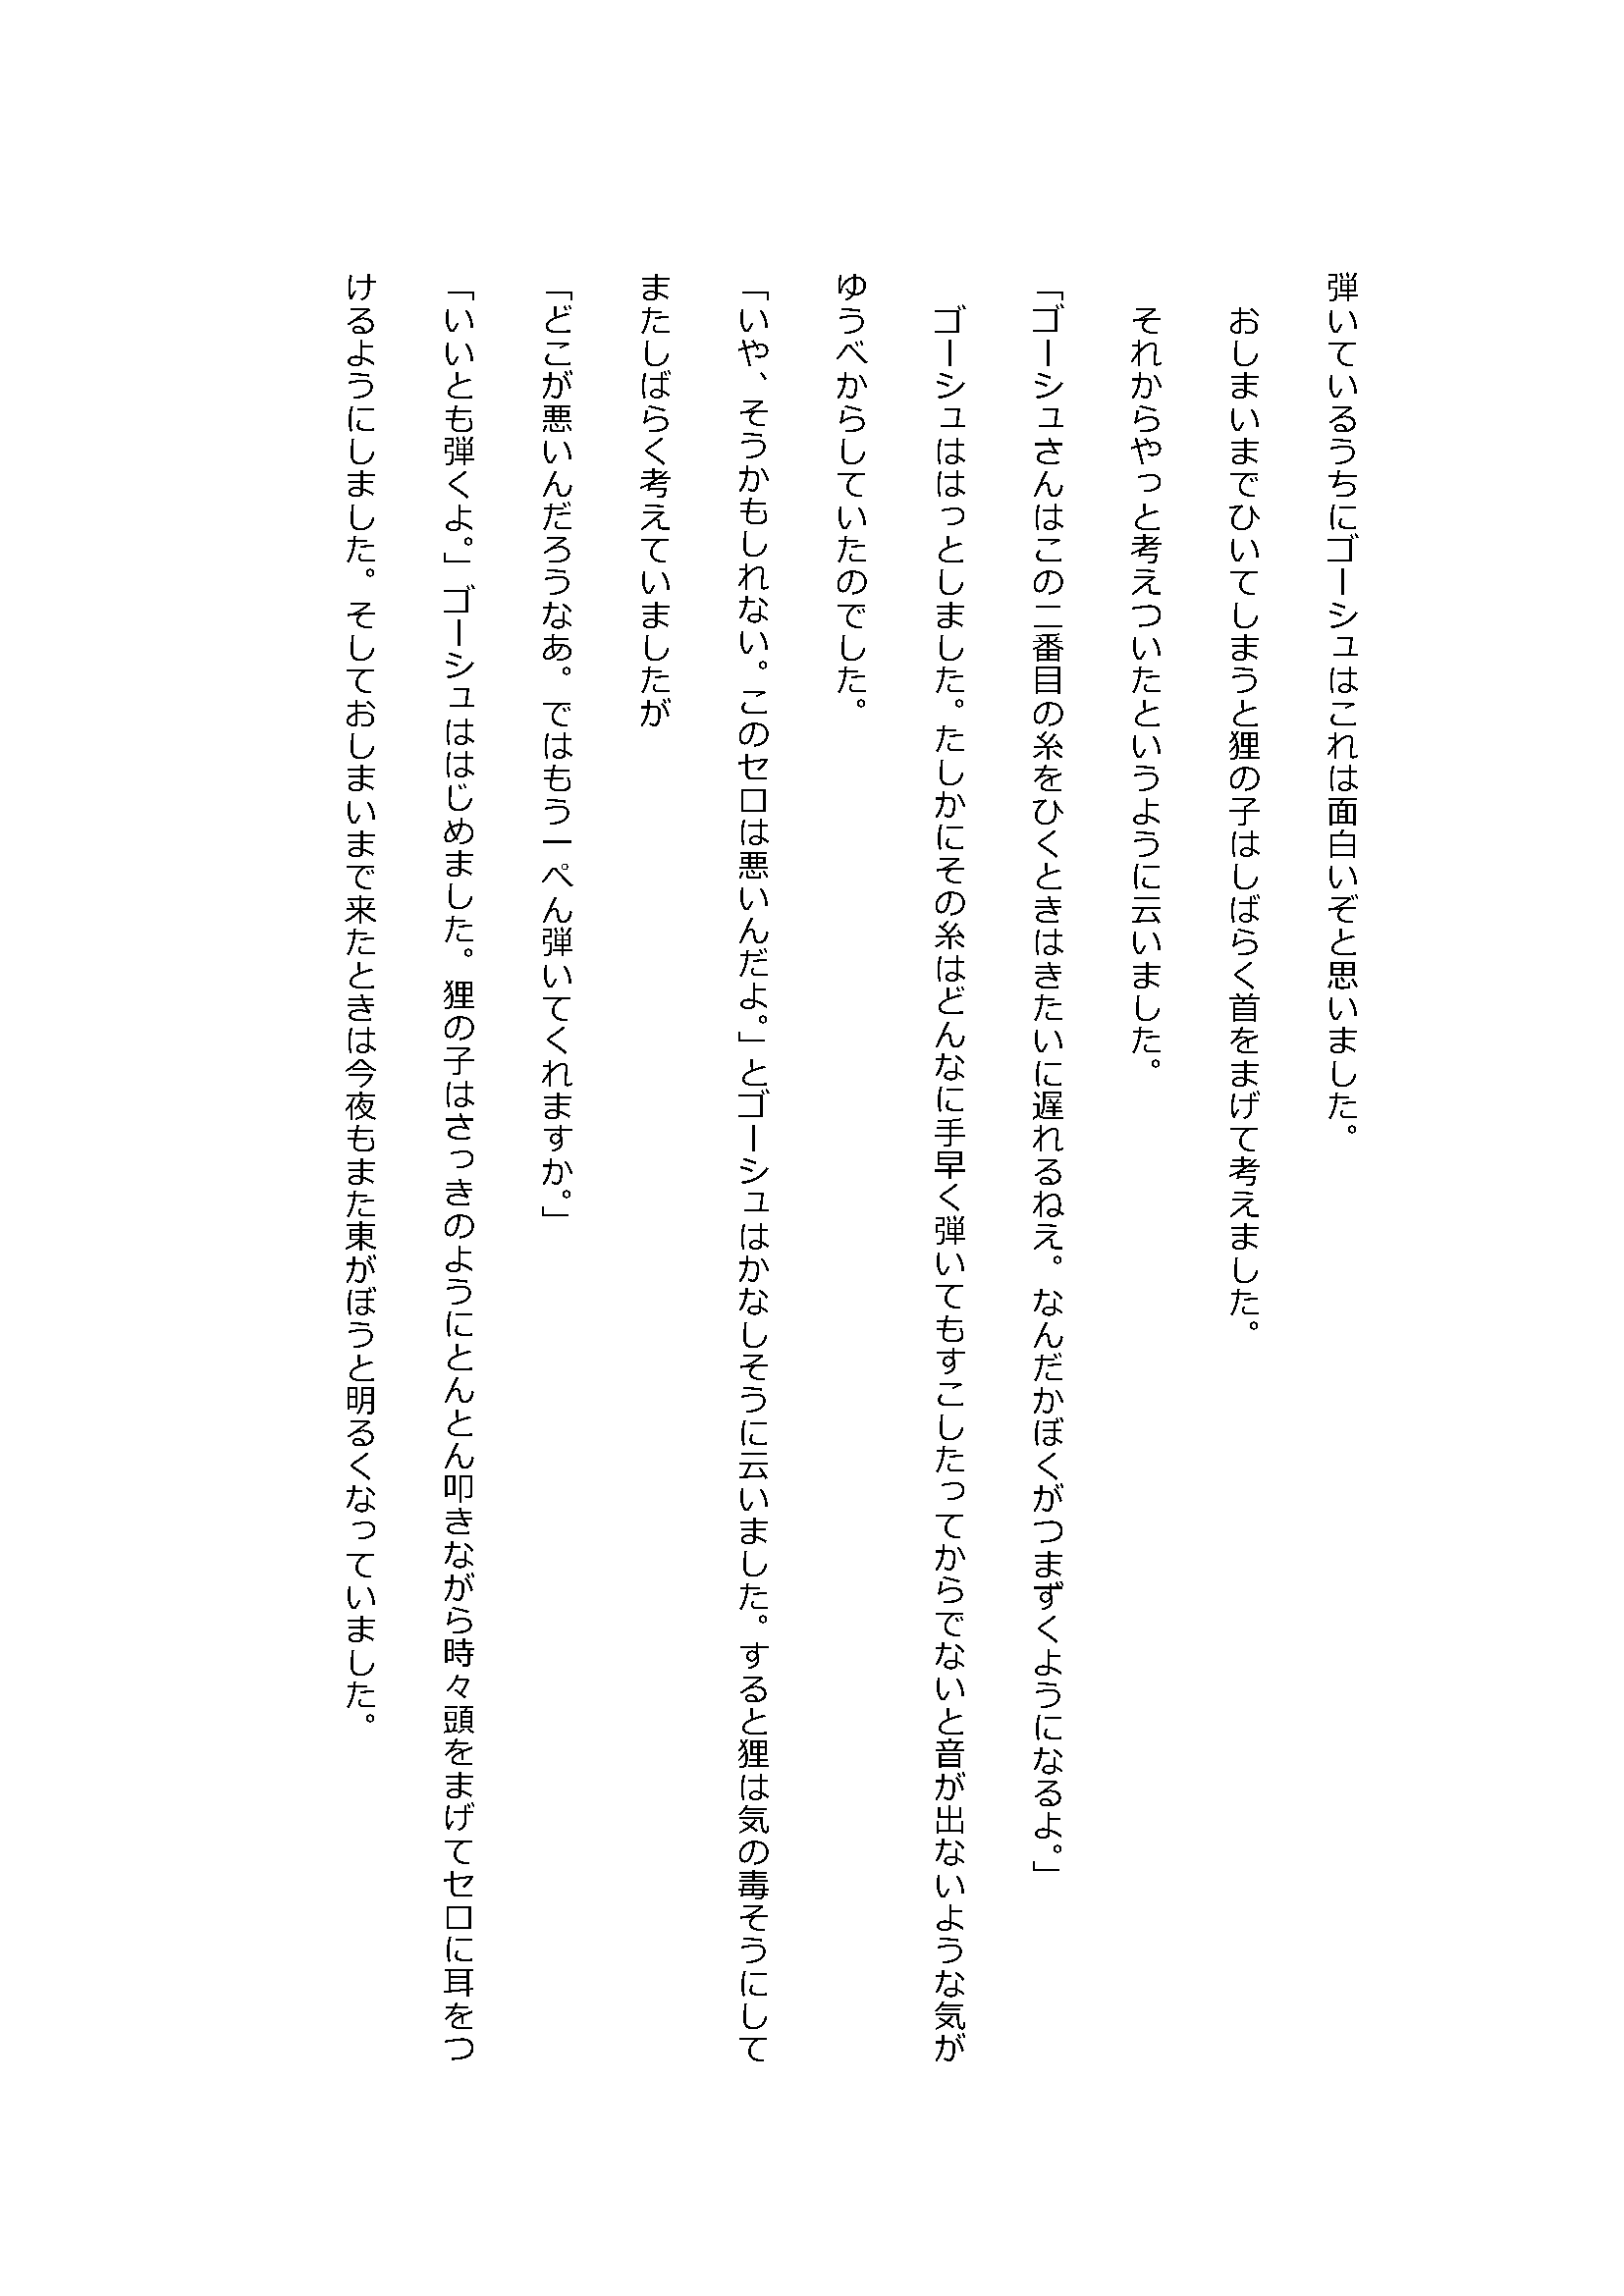 弾いているうちにゴーシュはこれは面白いぞと思いました。
　おしまいまでひいてしまうと狸の子はしばらく首をまげて考えました。
　それからやっと考えついたというように云いました。
「ゴーシュさんはこの二番目の糸をひくときはきたいに遅れるねえ。なんだかぼくがつまずくようになるよ。」
　ゴーシュははっとしました。たしかにその糸はどんなに手早く弾いてもすこしたってからでないと音が出ないような気が
ゆうべからしていたのでした。
「いや、そうかもしれない。このセロは悪いんだよ。」とゴーシュはかなしそうに云いました。すると狸は気の毒そうにして
またしばらく考えていましたが
「どこが悪いんだろうなあ。ではもう一ぺん弾いてくれますか。」
「いいとも弾くよ。」ゴーシュははじめました。狸の子はさっきのようにとんとん叩きながら時々頭をまげてセロに耳をつ
けるようにしました。そしておしまいまで来たときは今夜もまた東がぼうと明るくなっていました。